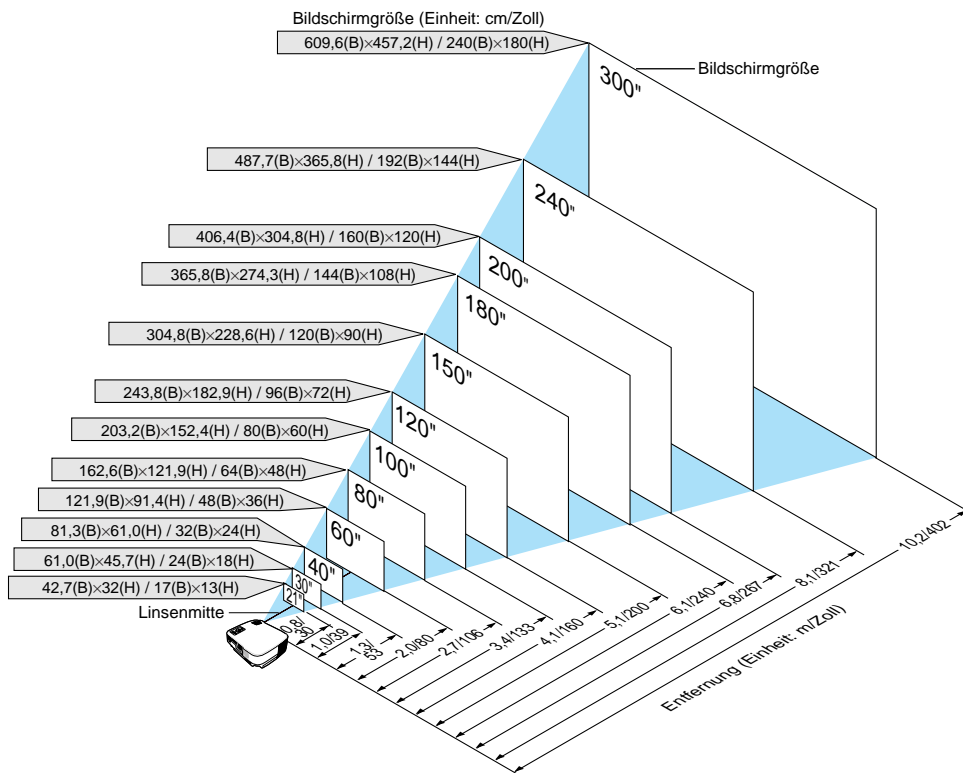 Bildschirmgröße (Einheit: cm/Zoll)
609,6(B)×457,2(H) / 240(B)×180(H)
Bildschirmgröße
300"
487,7(B)×365,8(H) / 192(B)×144(H)
240"
406,4(B)×304,8(H) / 160(B)×120(H)
200"
365,8(B)×274,3(H) / 144(B)×108(H)
180"
304,8(B)×228,6(H) / 120(B)×90(H)
150"
243,8(B)×182,9(H) / 96(B)×72(H)
120"
203,2(B)×152,4(H) / 80(B)×60(H)
100"
162,6(B)×121,9(H) / 64(B)×48(H)
80"
121,9(B)×91,4(H) / 48(B)×36(H)
60"
81,3(B)×61,0(H) / 32(B)×24(H)
40"
61,0(B)×45,7(H) / 24(B)×18(H)
30"
42,7(B)×32(H) / 17(B)×13(H)
21"
Linsenmitte
0,8/
30
1,0/39
1,3/
53
2,0/80
2,7/106
3,4/133
4,1/160
5,1/200
6,1/240
6,8/267
8,1/321
10,2/402
Entfernung (Einheit: m/Zoll)